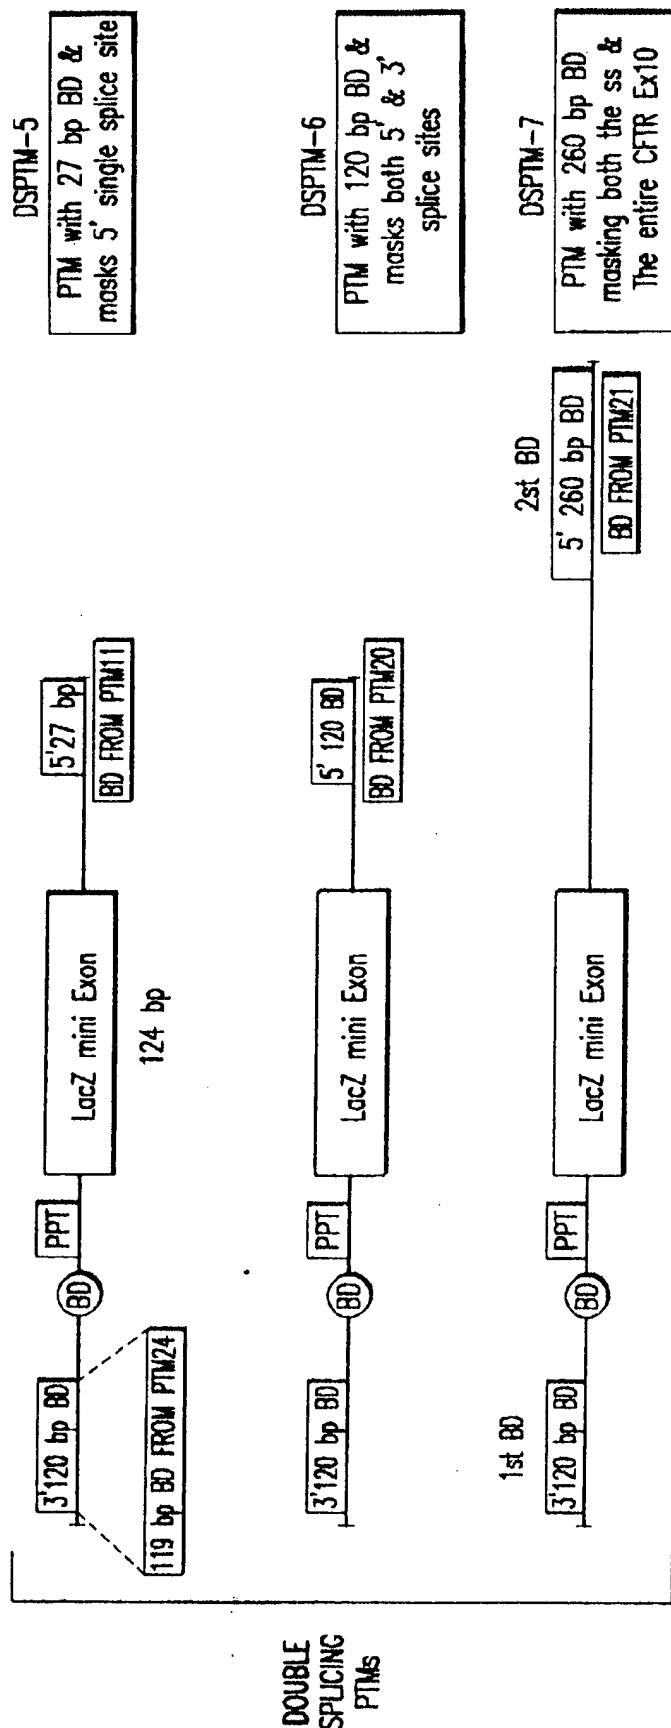 DOUBLE
SPLICING
PTMs
3'120 bp BD
119 bp BD FROM PTM24
BD
PPT
LacZ mini Exon
124 bp
5'27 bp
BD FROM PTM11
DSPTM-5
PTM with 27 bp BD &
masks 5' single splice site
3'120 bp BD
BD
PPT
LacZ mini Exon
5' 120 BD
BD FROM PTM20
DSPTM-6
PTM with 120 bp BD &
masks both 5' & 3'
splice sites
1st BD
3'120 bp BD
BD
PPT
LacZ mini Exon
2st BD
5' 260 bp BD
BD FROM PTM21
DSPTM-7
PTM with 260 bp BD
masking both the ss &
The entire CFTR Ex10